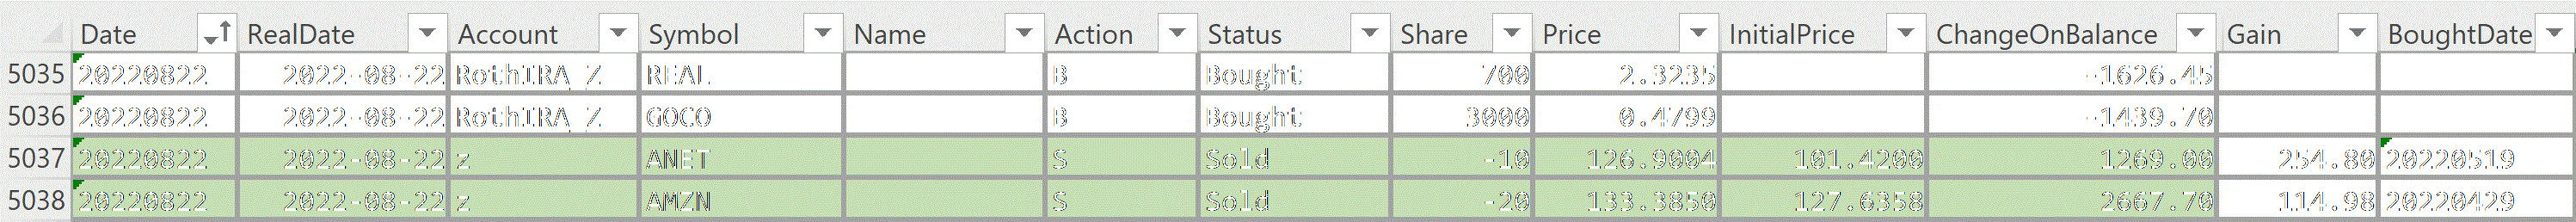 Date RealDate Account Symbol Name Action Status Share Price InitialPrice ChangeOnBalance Gain BoughtDate
5035 20220822 2022-08-22 RothIRA_Z REAL B Bought 700 2.3235 -1626.45
5036 20220822 2022-08-22 RothIRA_Z GOCO B Bought 3000 0.4799 -1439.70
5037 20220822 2022-08-22 z ANET S Sold -10 126.9004 101.4200 1269.00 254.80 20220519
5038 20220822 2022-08-22 z AMZN S Sold -20 133.3850 127.6358 2667.70 114.98 20220429